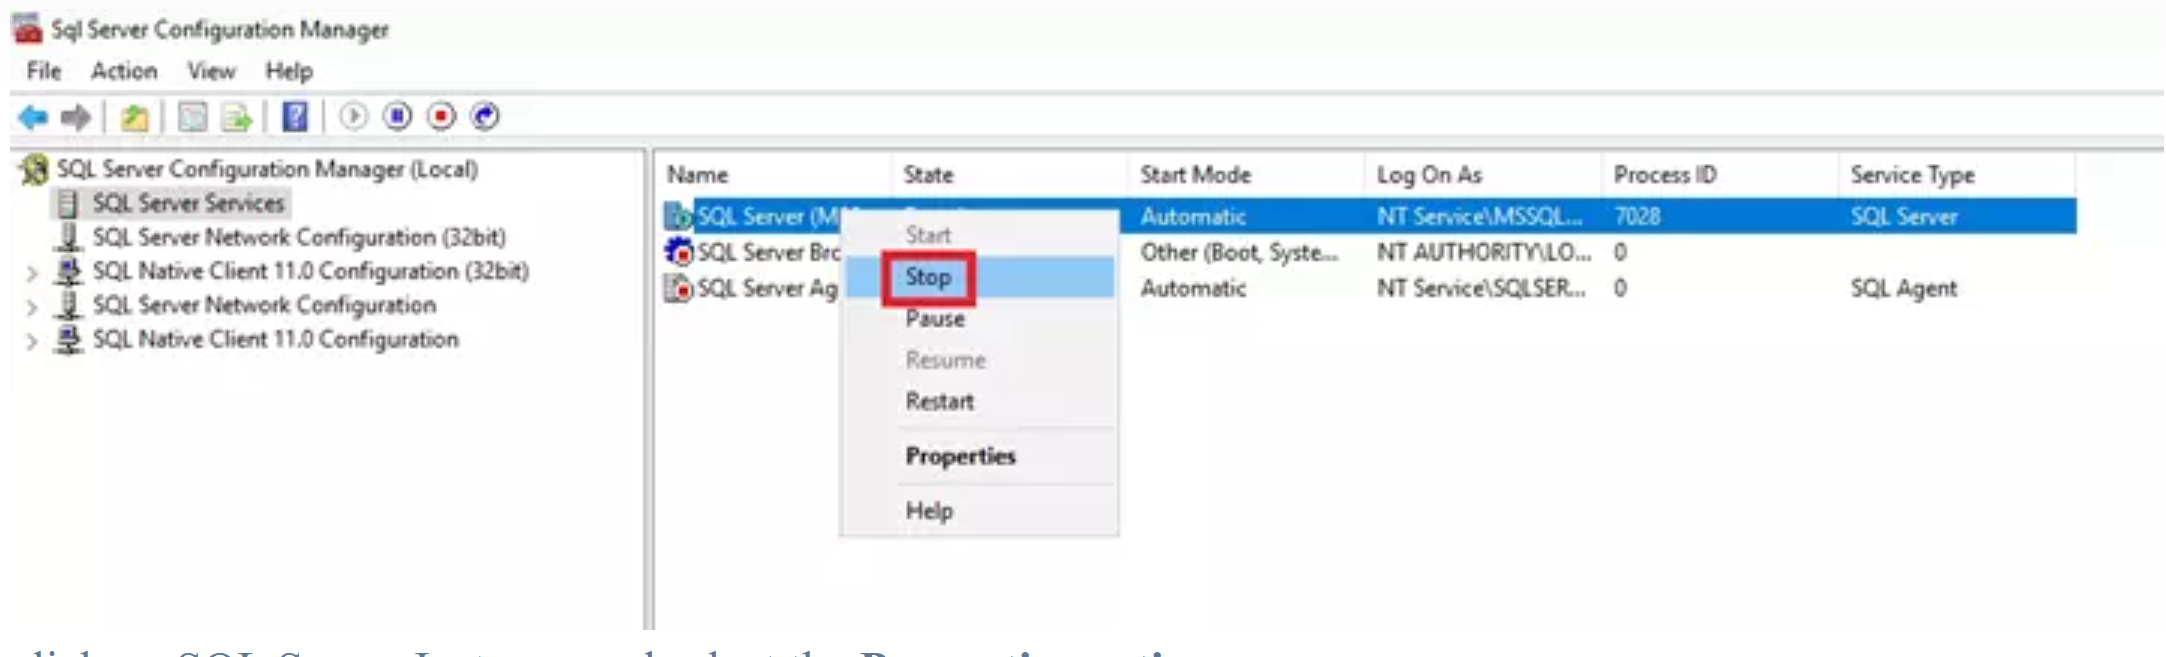 Sql Server Configuration Manager
File Action View Help
SQL Server Configuration Manager (Local)
SQL Server Services
SQL Server Network Configuration (32bit)
SQL Native Client 11.0 Configuration (32bit)
SQL Server Network Configuration
SQL Native Client 11.0 Configuration
Name State Start Mode Log On As Process ID Service Type
SQL Server (M Automatic NT Service\MSSQL... 7028 SQL Server
SQL Server Bro Other (Boot, Syste... NT AUTHORITY\LO... 0
SQL Server Ag Automatic NT Service\SQLSER... 0 SQL Agent
Start
Stop
Pause
Resume
Restart
Properties
Help